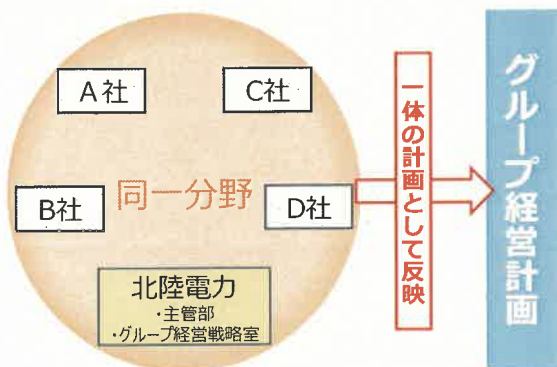 A社
C社
B社
同一分野
D社
北陸電力
・主管部
・グループ経営戦略室
一体の計画として反映
グループ経営計画